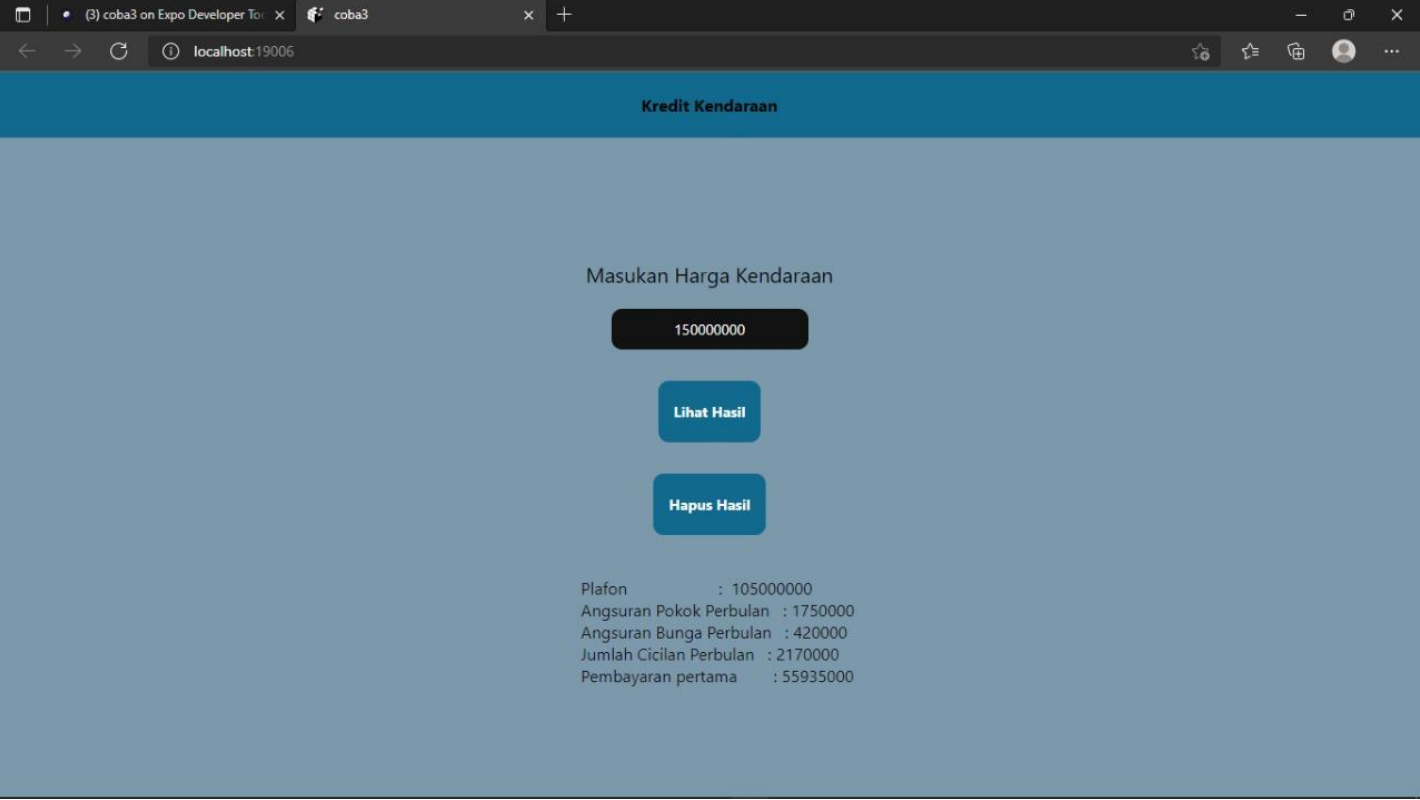 (3) coba3 on Expo Developer Too
coba3
localhost:19006
Kredit Kendaraan
Masukan Harga Kendaraan
150000000
Lihat Hasil
Hapus Hasil
Plafon : 105000000
Angsuran Pokok Perbulan : 1750000
Angsuran Bunga Perbulan : 420000
Jumlah Cicilan Perbulan : 2170000
Pembayaran pertama : 55935000